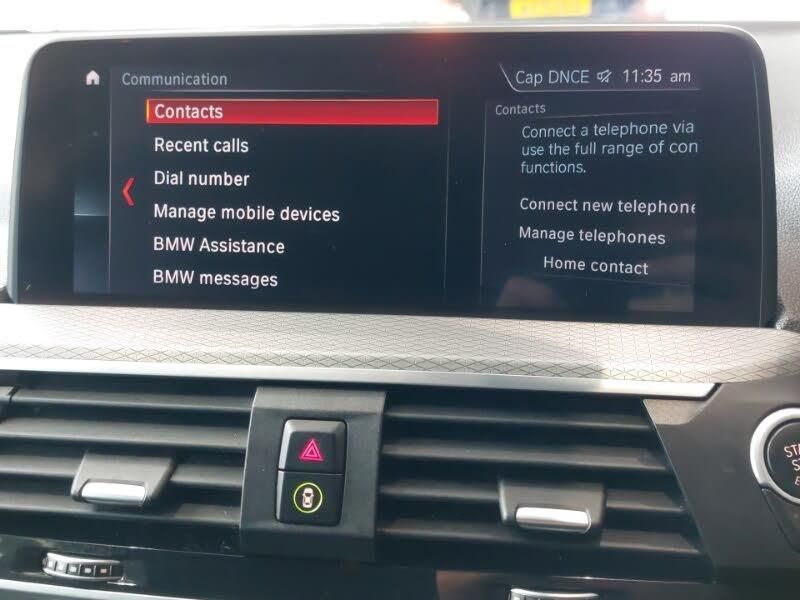 Communication
Cap DNCE 11:35 am
Contacts
Recent calls
Dial number
Manage mobile devices
BMW Assistance
BMW messages
Contacts
Connect a telephone via
use the full range of con
functions.
Connect new telephone
Manage telephones
Home contact